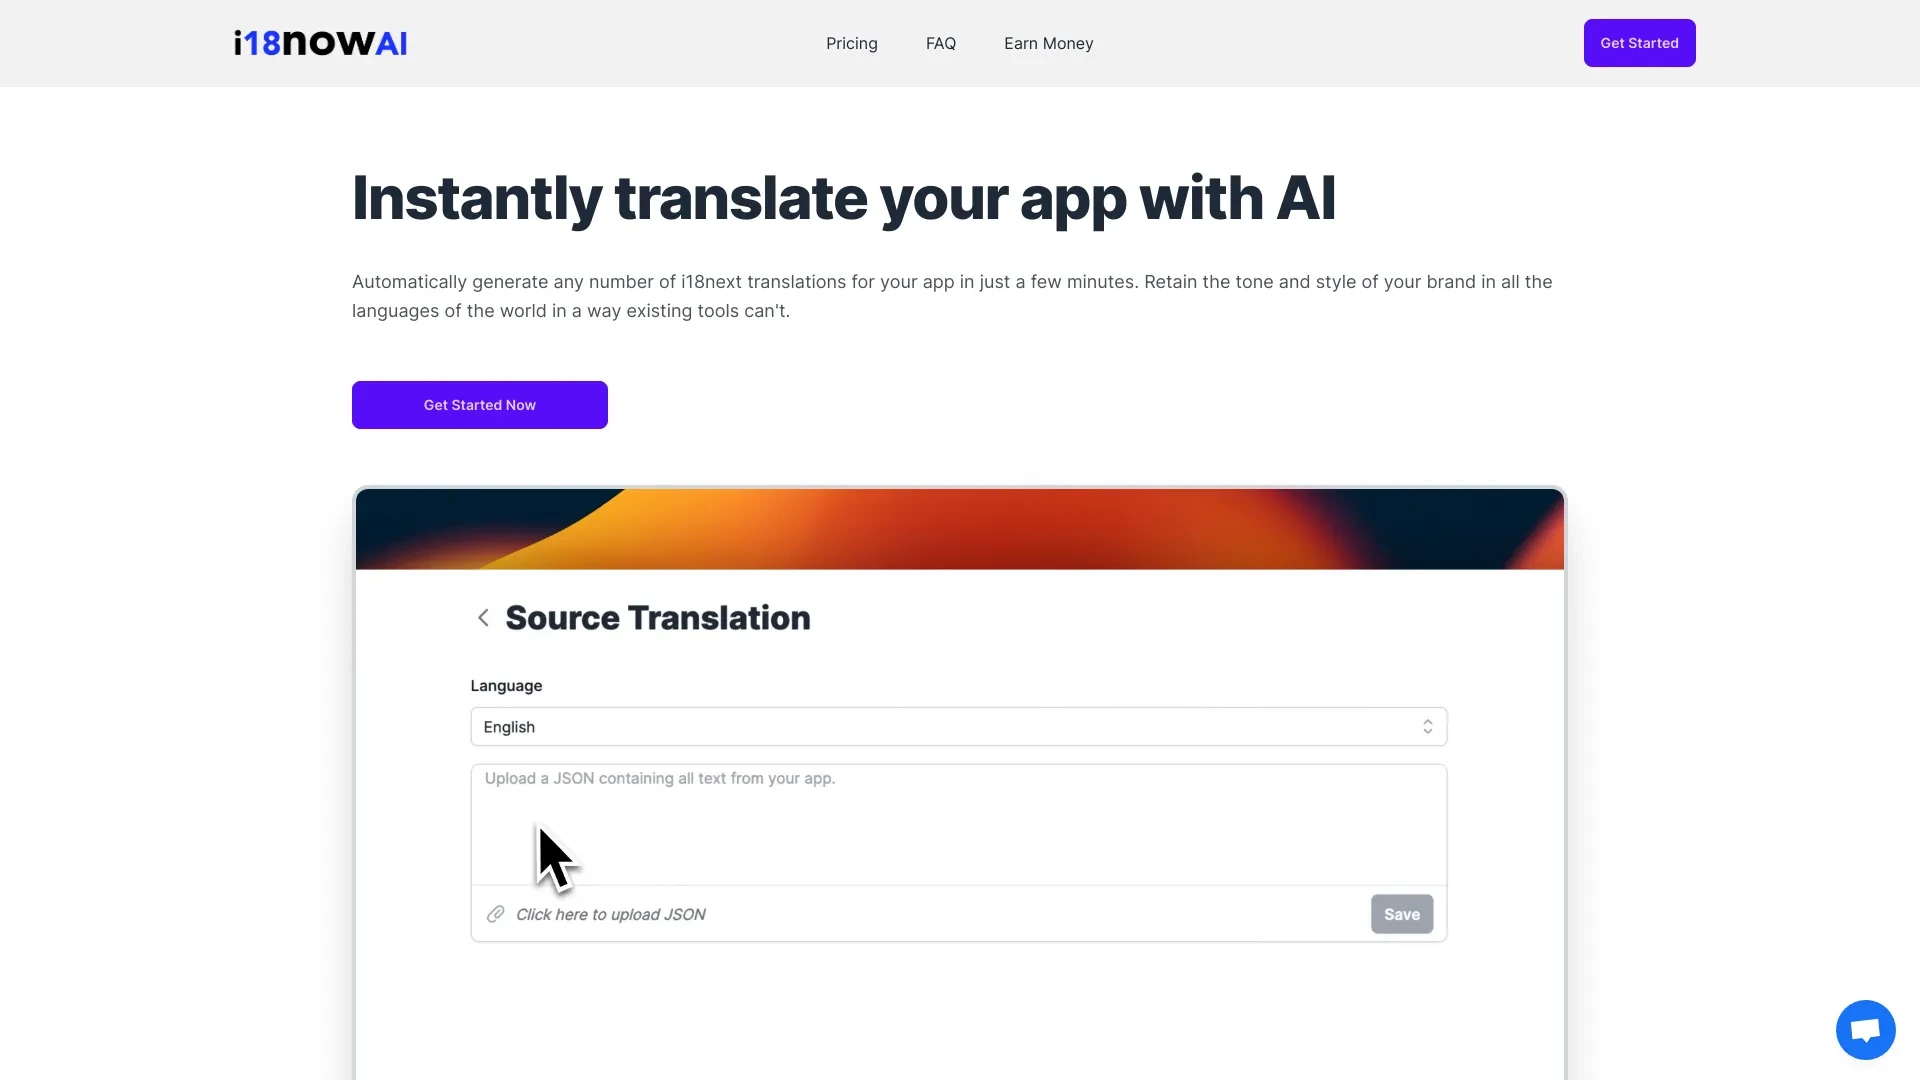 i18nowAI
Pricing
FAQ
Earn Money
Get Started
Instantly translate your app with AI
Automatically generate any number of i18next translations for your app in just a few minutes. Retain the tone and style of your brand in all the
languages of the world in a way existing tools can't.
Get Started Now
Source Translation
Language
English
Upload a JSON containing all text from your app.
Click here to upload JSON
Save